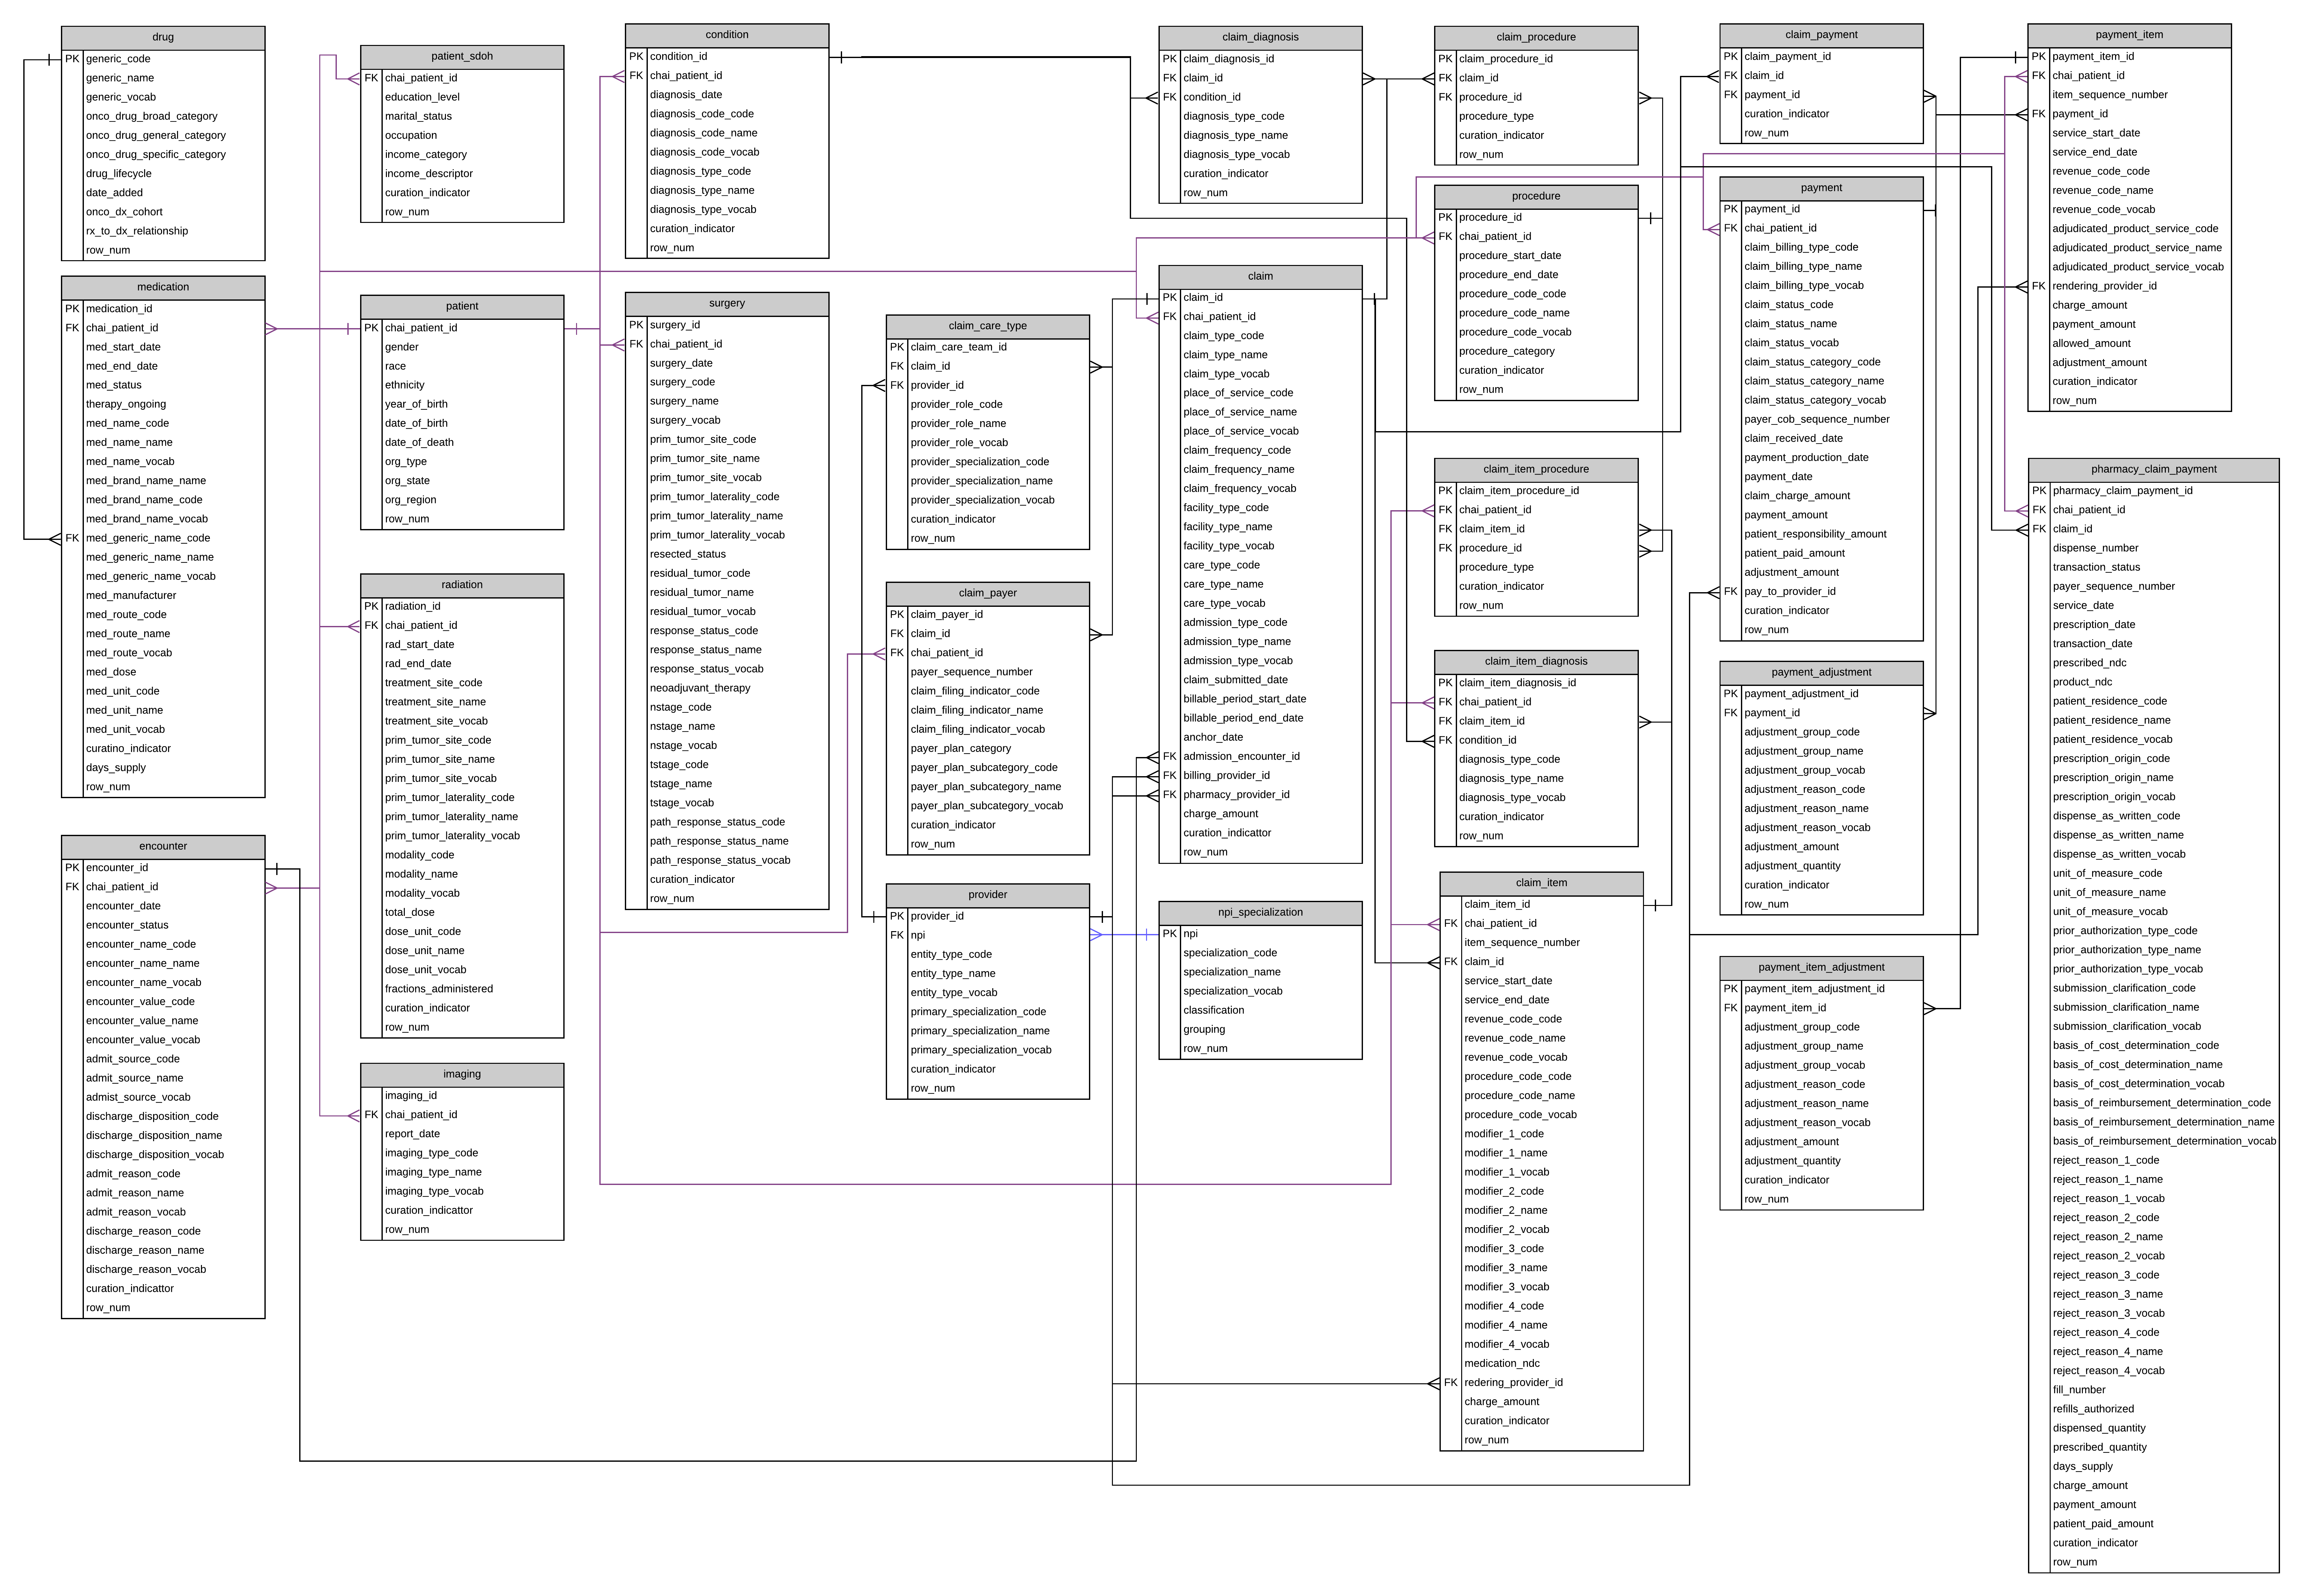 drug
PK generic_code
generic_name
generic_vocab
onco_drug_broad_category
onco_drug_general_category
onco_drug_specific_category
drug_lifecycle
date_added
onco_dx_cohort
rx_to_dx_relationship
row_num
medication
PK medication_id
FK chai_patient_id
med_start_date
med_end_date
med_status
therapy_ongoing
med_name_code
med_name_name
med_name_vocab
med_brand_name_name
med_brand_name_code
med_brand_name_vocab
FK med_generic_name_code
med_generic_name_name
med_generic_name_vocab
med_manufacturer
med_route_code
med_route_name
med_route_vocab
med_dose
med_unit_code
med_unit_name
med_unit_vocab
curatino_indicator
days_supply
row_num
encounter
PK encounter_id
FK chai_patient_id
encounter_date
encounter_status
encounter_name_code
encounter_name_name
encounter_name_vocab
encounter_value_code
encounter_value_name
encounter_value_vocab
admit_source_code
admit_source_name
admist_source_vocab
discharge_disposition_code
discharge_disposition_name
discharge_disposition_vocab
admit_reason_code
admit_reason_name
admit_reason_vocab
discharge_reason_code
discharge_reason_name
discharge_reason_vocab
curation_indicattor
row_num
patient_sdoh
FK chai_patient_id
education_level
marital_status
occupation
income_category
income_descriptor
curation_indicator
row_num
patient
PK chai_patient_id
gender
race
ethnicity
year_of_birth
date_of_birth
date_of_death
org_type
org_state
org_region
row_num
radiation
PK radiation_id
FK chai_patient_id
rad_start_date
rad_end_date
treatment_site_code
treatment_site_name
treatment_site_vocab
prim_tumor_site_code
prim_tumor_site_name
prim_tumor_site_vocab
prim_tumor_laterality_code
prim_tumor_laterality_name
prim_tumor_laterality_vocab
modality_code
modality_name
modality_vocab
total_dose
dose_unit_code
dose_unit_name
dose_unit_vocab
fractions_administered
curation_indicator
row_num
imaging
imaging_id
FK chai_patient_id
report_date
imaging_type_code
imaging_type_name
imaging_type_vocab
curation_indicattor
row_num
condition
PK condition_id
FK chai_patient_id
diagnosis_date
diagnosis_code_code
diagnosis_code_name
diagnosis_code_vocab
diagnosis_type_code
diagnosis_type_name
diagnosis_type_vocab
curation_indicator
row_num
surgery
PK surgery_id
FK chai_patient_id
surgery_date
surgery_code
surgery_name
surgery_vocab
prim_tumor_site_code
prim_tumor_site_name
prim_tumor_site_vocab
prim_tumor_laterality_code
prim_tumor_laterality_name
prim_tumor_laterality_vocab
resected_status
residual_tumor_code
residual_tumor_name
residual_tumor_vocab
response_status_code
response_status_name
response_status_vocab
neoadjuvant_therapy
nstage_code
nstage_name
nstage_vocab
tstage_code
tstage_name
tstage_vocab
path_response_status_code
path_response_status_name
path_response_status_vocab
curation_indicator
row_num
claim_care_type
PK claim_care_team_id
FK claim_id
FK provider_id
provider_role_code
provider_role_name
provider_role_vocab
provider_specialization_code
provider_specialization_name
provider_specialization_vocab
curation_indicator
row_num
claim_payer
PK claim_payer_id
FK claim_id
FK chai_patient_id
payer_sequence_number
claim_filing_indicator_code
claim_filing_indicator_name
claim_filing_indicator_vocab
payer_plan_category
payer_plan_subcategory_code
payer_plan_subcategory_name
payer_plan_subcategory_vocab
curation_indicator
row_num
provider
PK provider_id
FK npi
entity_type_code
entity_type_name
entity_type_vocab
primary_specialization_code
primary_specialization_name
primary_specialization_vocab
curation_indicator
row_num
claim_diagnosis
PK claim_diagnosis_id
FK claim_id
FK condition_id
diagnosis_type_code
diagnosis_type_name
diagnosis_type_vocab
curation_indicator
row_num
claim
PK claim_id
FK chai_patient_id
claim_type_code
claim_type_name
claim_type_vocab
place_of_service_code
place_of_service_name
place_of_service_vocab
claim_frequency_code
claim_frequency_name
claim_frequency_vocab
facility_type_code
facility_type_name
facility_type_vocab
care_type_code
care_type_name
care_type_vocab
admission_type_code
admission_type_name
admission_type_vocab
claim_submitted_date
billable_period_start_date
billable_period_end_date
anchor_date
FK admission_encounter_id
FK billing_provider_id
FK pharmacy_provider_id
charge_amount
curation_indicattor
row_num
npi_specialization
PK npi
specialization_code
specialization_name
specialization_vocab
classification
grouping
row_num
claim_procedure
PK claim_procedure_id
FK claim_id
FK procedure_id
procedure_type
curation_indicator
row_num
procedure
PK procedure_id
FK chai_patient_id
procedure_start_date
procedure_end_date
procedure_code_code
procedure_code_name
procedure_code_vocab
procedure_category
curation_indicator
row_num
claim_item_procedure
PK claim_item_procedure_id
FK chai_patient_id
FK claim_item_id
FK procedure_id
procedure_type
curation_indicator
row_num
claim_item_diagnosis
PK claim_item_diagnosis_id
FK chai_patient_id
FK claim_item_id
FK condition_id
diagnosis_type_code
diagnosis_type_name
diagnosis_type_vocab
curation_indicator
row_num
claim_item
claim_item_id
FK chai_patient_id
item_sequence_number
FK claim_id
service_start_date
service_end_date
revenue_code_code
revenue_code_name
revenue_code_vocab
procedure_code_code
procedure_code_name
procedure_code_vocab
modifier_1_code
modifier_1_name
modifier_1_vocab
modifier_2_code
modifier_2_name
modifier_2_vocab
modifier_3_code
modifier_3_name
modifier_3_vocab
modifier_4_code
modifier_4_name
modifier_4_vocab
medication_ndc
FK redering_provider_id
charge_amount
curation_indicator
row_num
claim_payment
PK claim_payment_id
FK claim_id
FK payment_id
curation_indicator
row_num
payment
PK payment_id
FK chai_patient_id
claim_billing_type_code
claim_billing_type_name
claim_billing_type_vocab
claim_status_code
claim_status_name
claim_status_vocab
claim_status_category_code
claim_status_category_name
claim_status_category_vocab
payer_cob_sequence_number
claim_received_date
payment_production_date
payment_date
claim_charge_amount
payment_amount
patient_responsibility_amount
patient_paid_amount
adjustment_amount
FK pay_to_provider_id
curation_indicator
row_num
payment_adjustment
PK payment_adjustment_id
FK payment_id
adjustment_group_code
adjustment_group_name
adjustment_group_vocab
adjustment_reason_code
adjustment_reason_name
adjustment_reason_vocab
adjustment_amount
adjustment_quantity
curation_indicator
row_num
payment_item_adjustment
PK payment_item_adjustment_id
FK payment_item_id
adjustment_group_code
adjustment_group_name
adjustment_group_vocab
adjustment_reason_code
adjustment_reason_name
adjustment_reason_vocab
adjustment_amount
adjustment_quantity
curation_indicator
row_num
payment_item
PK payment_item_id
FK chai_patient_id
item_sequence_number
FK payment_id
service_start_date
service_end_date
revenue_code_code
revenue_code_name
revenue_code_vocab
adjudicated_product_service_code
adjudicated_product_service_name
adjudicated_product_service_vocab
FK rendering_provider_id
charge_amount
payment_amount
allowed_amount
adjustment_amount
curation_indicator
row_num
pharmacy_claim_payment
PK pharmacy_claim_payment_id
FK chai_patient_id
FK claim_id
dispense_number
transaction_status
payer_sequence_number
service_date
prescription_date
transaction_date
prescribed_ndc
product_ndc
patient_residence_code
patient_residence_name
patient_residence_vocab
prescription_origin_code
prescription_origin_name
prescription_origin_vocab
dispense_as_written_code
dispense_as_written_name
dispense_as_written_vocab
unit_of_measure_code
unit_of_measure_name
unit_of_measure_vocab
prior_authorization_type_code
prior_authorization_type_name
prior_authorization_type_vocab
submission_clarification_code
submission_clarification_name
submission_clarification_vocab
basis_of_cost_determination_code
basis_of_cost_determination_name
basis_of_cost_determination_vocab
basis_of_reimbursement_determination_code
basis_of_reimbursement_determination_name
basis_of_reimbursement_determination_vocab
reject_reason_1_code
reject_reason_1_name
reject_reason_1_vocab
reject_reason_2_code
reject_reason_2_name
reject_reason_2_vocab
reject_reason_3_code
reject_reason_3_name
reject_reason_3_vocab
reject_reason_4_code
reject_reason_4_name
reject_reason_4_vocab
fill_number
refills_authorized
dispensed_quantity
prescribed_quantity
days_supply
charge_amount
payment_amount
patient_paid_amount
curation_indicator
row_num